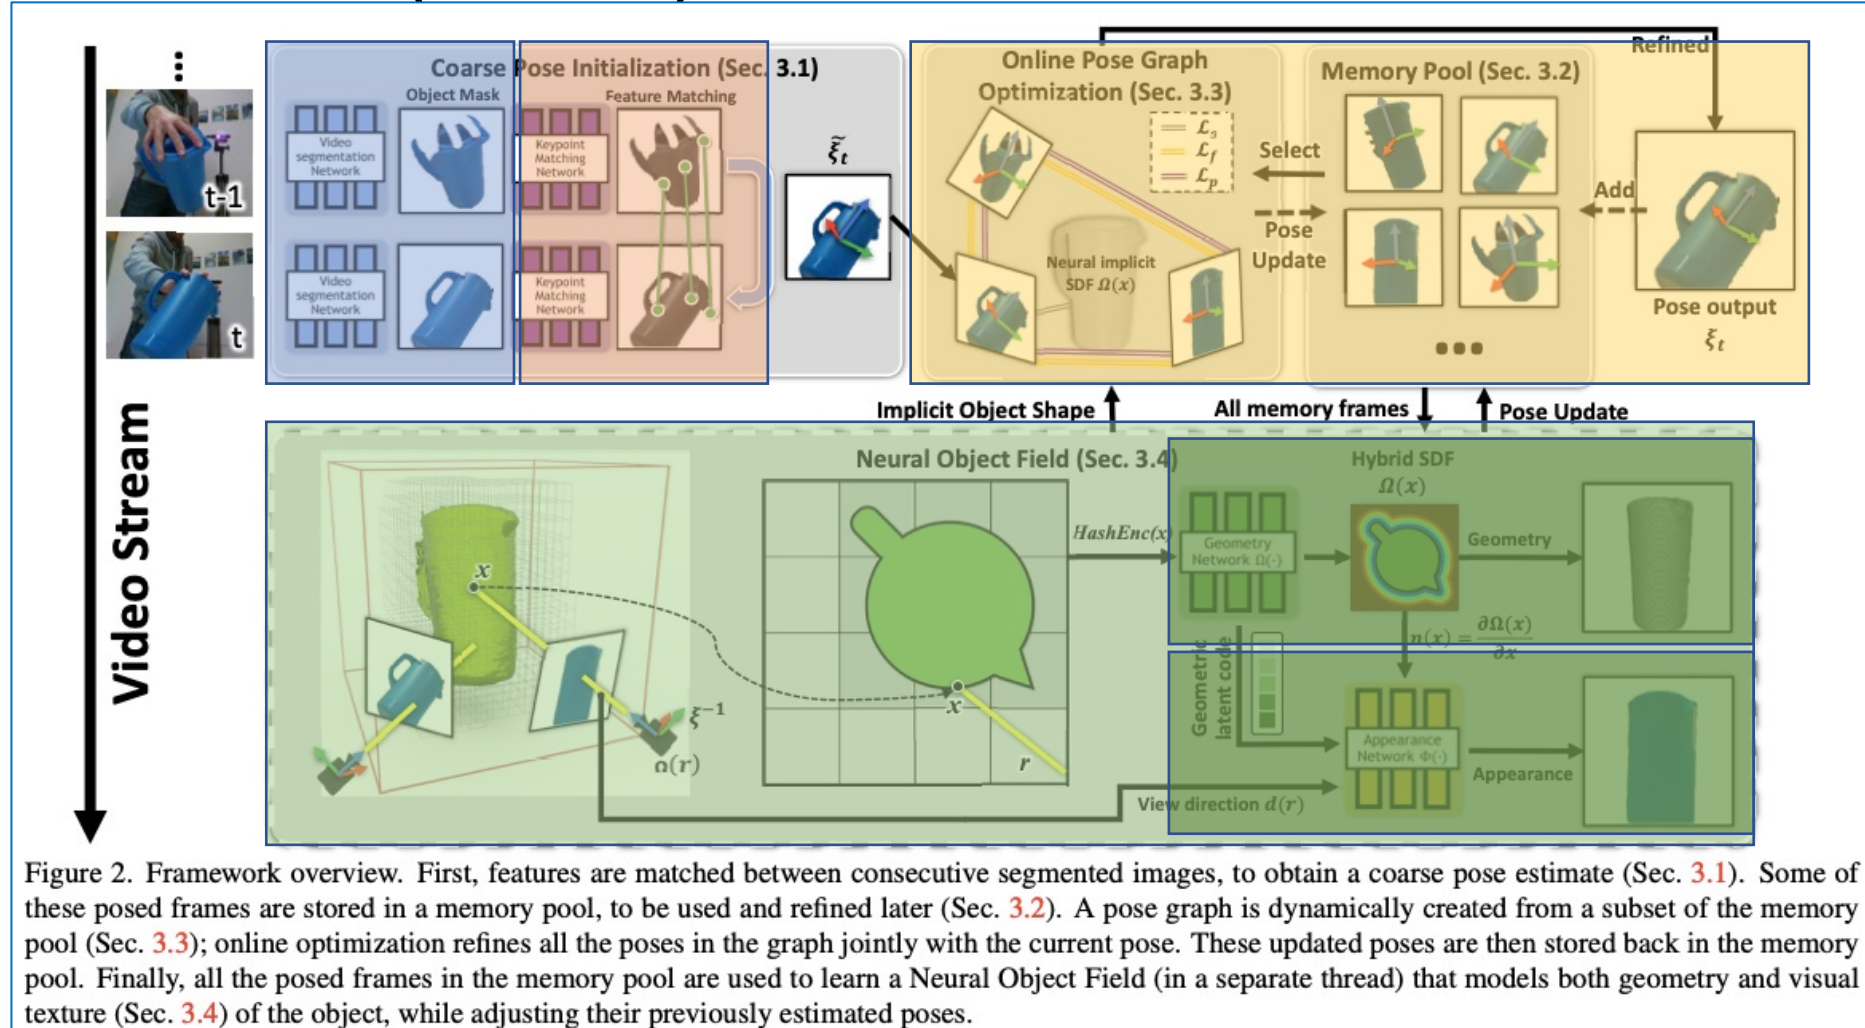 Coarse Pose Initialization (Sec. 3.1)
Object Mask
Feature Matching
Video
segmentation
Network
Keypoint
Matching
Network
t-1
Video
segmentation
Network
Keypoint
Matching
Network
t
ξ̃_t
Online Pose Graph
Optimization (Sec. 3.3)
ℒ_s
ℒ_f
ℒ_p
Neural implicit
SDF Ω(x)
Select
Pose
Update
Memory Pool (Sec. 3.2)
...
Refined
Add
Pose output
ξ_t
Video Stream
Implicit Object Shape
All memory frames
Pose Update
Neural Object Field (Sec. 3.4)
x
ξ⁻¹
Ω(r)
x
r
HashEnc(x)
Geometry
Network Ω(·)
Hybrid SDF
Ω(x)
Geometry
n(x) = ∂Ω(x)/∂x
Geometric
latent code
Appearance
Network Φ(·)
Appearance
View direction d(r)
Figure 2. Framework overview. First, features are matched between consecutive segmented images, to obtain a coarse pose estimate (Sec. 3.1). Some of
these posed frames are stored in a memory pool, to be used and refined later (Sec. 3.2). A pose graph is dynamically created from a subset of the memory
pool (Sec. 3.3); online optimization refines all the poses in the graph jointly with the current pose. These updated poses are then stored back in the memory
pool. Finally, all the posed frames in the memory pool are used to learn a Neural Object Field (in a separate thread) that models both geometry and visual
texture (Sec. 3.4) of the object, while adjusting their previously estimated poses.